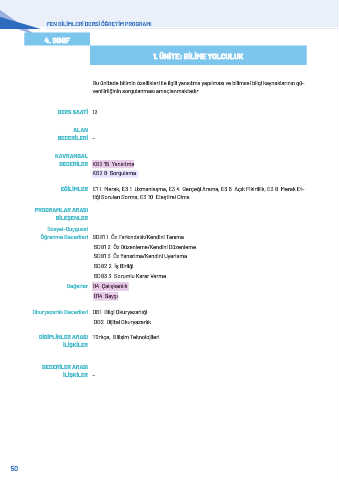 FEN BİLİMLERİ DERSİ ÖĞRETİM PROGRAMI
4. SINIF
1. ÜNİTE: BİLİME YOLCULUK
Bu ünitede bilimin özellikleri ile ilgili yansıtma yapılması ve bilimsel bilgi kaynaklarının gü-
venilirliğinin sorgulanması amaçlanmaktadır.
DERS SAATİ 12
ALAN
BECERİLERİ –
KAVRAMSAL
BECERİLER KB2.15. Yansıtma
KB2.8. Sorgulama
EĞİLİMLER E1.1. Merak, E3.1. Uzmanlaşma, E3.4. Gerçeği Arama, E3.6. Açık Fikirlilik, E3.8. Merak Et-
tiği Soruları Sorma, E3.10. Eleştirel Olma
PROGRAMLAR ARASI
BİLEŞENLER
Sosyal-Duygusal
Öğrenme Becerileri SDB1.1. Öz Farkındalık/Kendini Tanıma
SDB1.2. Öz Düzenleme/Kendini Düzenleme
SDB1.3. Öz Yansıtma/Kendini Uyarlama
SDB2.2. İş Birliği
SDB3.3. Sorumlu Karar Verme
Değerler D4. Çalışkanlık
D14. Saygı
Okuryazarlık Becerileri OB1. Bilgi Okuryazarlığı
OB2. Dijital Okuryazarlık
DİSİPLİNLER ARASI Türkçe, Bilişim Teknolojileri
İLİŞKİLER
BECERİLER ARASI
İLİŞKİLER –
50